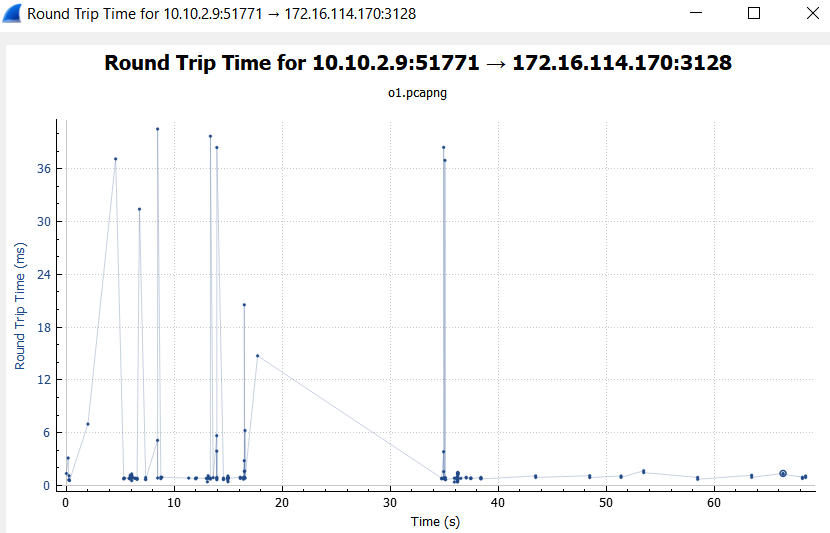 Round Trip Time for 10.10.2.9:51771 → 172.16.114.170:3128
Round Trip Time for 10.10.2.9:51771 → 172.16.114.170:3128
o1.pcapng
Round Trip Time (ms)
36
30
24
18
12
6
0
0 10 20 30 40 50 60
Time (s)